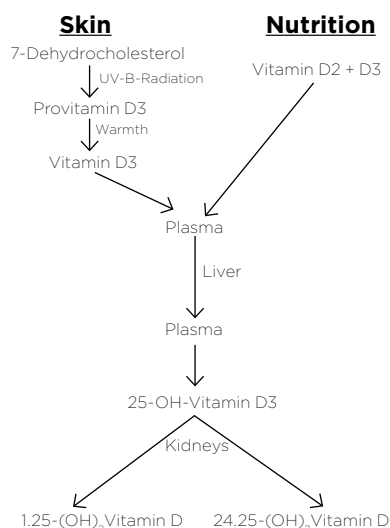 Skin
Nutrition
7-Dehydrocholesterol
UV-B-Radiation
Vitamin D2 + D3
Provitamin D3
Warmth
Vitamin D3
Plasma
Liver
Plasma
25-OH-Vitamin D3
Kidneys
1.25-(OH)₂Vitamin D
24.25-(OH)₂Vitamin D